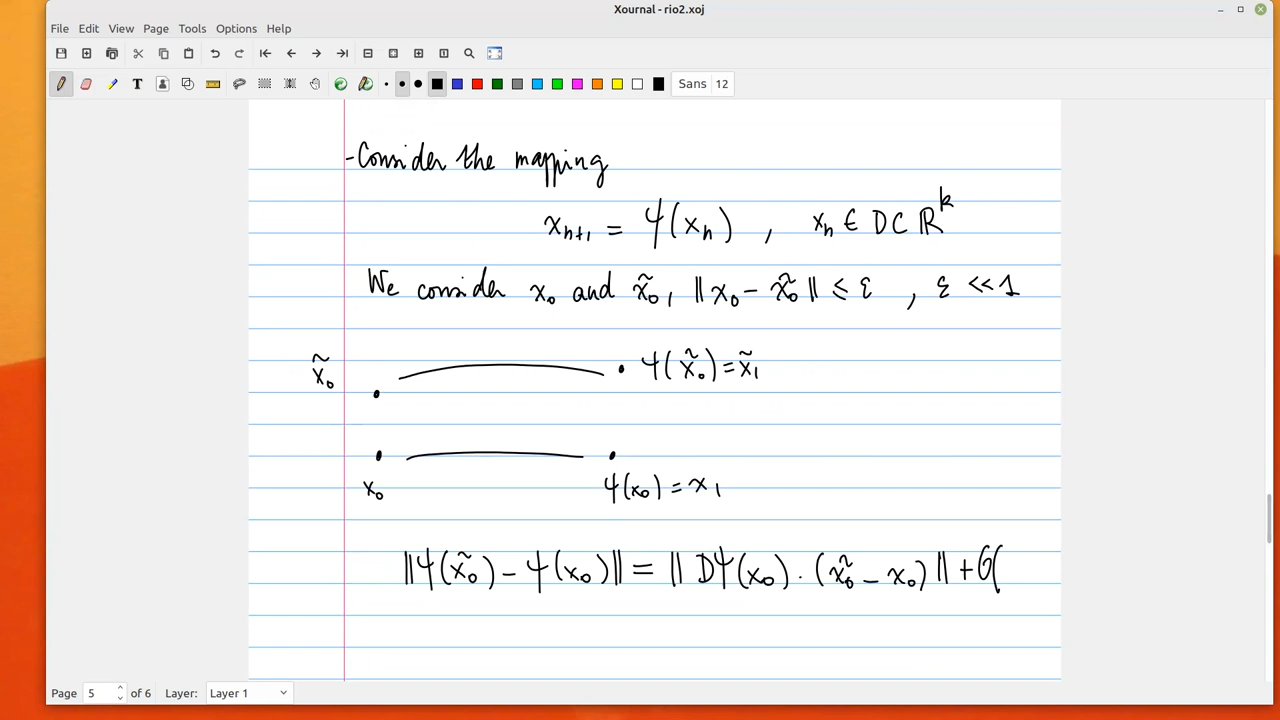 Xournal - rio2.xoj
File Edit View Page Tools Options Help
Sans 12
- Consider the mapping
xₙ₊₁ = Ψ(xₙ) , xₙ ∈ D ⊂ ℝᵏ
We consider x₀ and x̃₀, ‖x₀ - x̃₀‖ ≤ ε , ε << 1
x̃₀ Ψ(x̃₀) = x̃₁
x₀ Ψ(x₀) = x₁
‖Ψ(x̃₀) - Ψ(x₀)‖ = ‖DΨ(x₀) · (x̃₀ - x₀)‖ + O(
Page 5 of 6 Layer: Layer 1